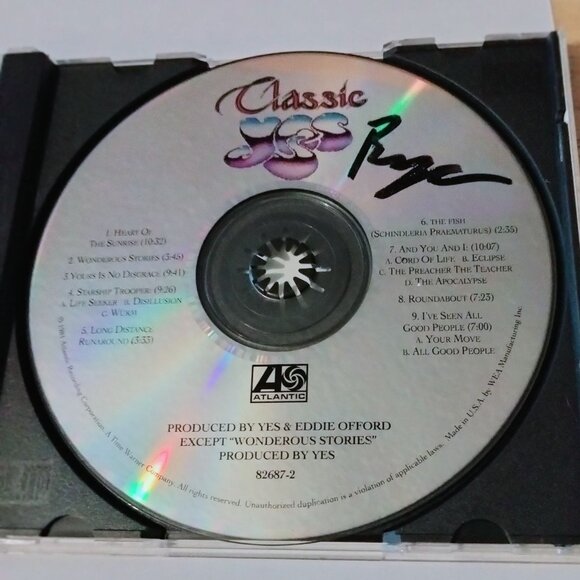 Classic
YES
1. Heart of
the Sunrise (10:32)
2. Wonderous Stories (3:45)
3 Yours Is No Disgrace (9:41)
4. Starship Trooper: (9:26)
a. Life Seeker b. Disillusion
c. Wurm
5. Long Distance
Runaround (3:33)
6. the Fish
(Schindleria Praematurus) (2:35)
7. And You And I: (10:07)
a. Cord of Life b. Eclipse
c. The Preacher The Teacher
d. The Apocalypse
8. Roundabout (7:23)
9. I've Seen All
Good People (7:00)
a. Your Move
b. All Good People
ATLANTIC
PRODUCED BY YES & EDDIE OFFORD
EXCEPT "WONDEROUS STORIES"
PRODUCED BY YES
82687-2
Atlantic Recording Corporation. A Time Warner Company. All rights reserved. Unauthorized duplication is a violation of applicable laws. Made in U.S.A. by WEA Manufacturing Inc.